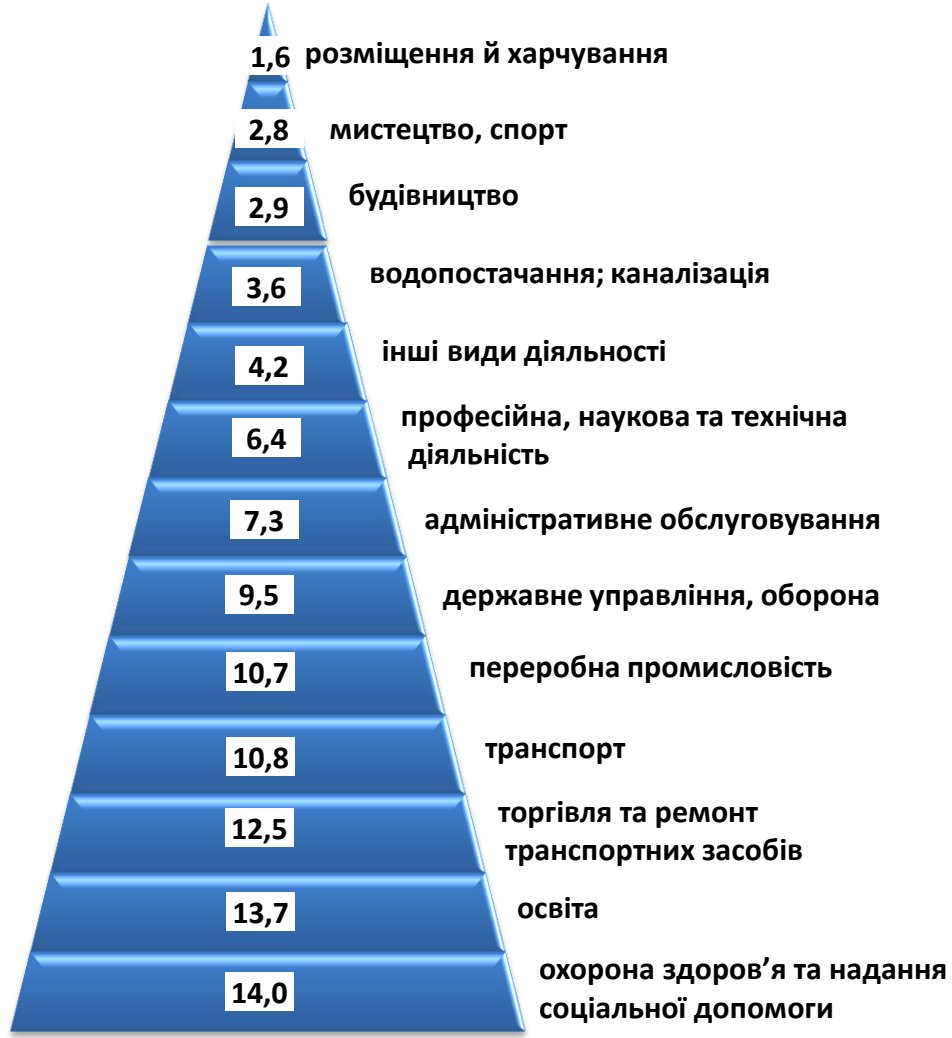 1,6 розміщення й харчування
2,8 мистецтво, спорт
2,9 будівництво
3,6 водопостачання; каналізація
4,2 інші види діяльності
6,4 професійна, наукова та технічна
діяльність
7,3 адміністративне обслуговування
9,5 державне управління, оборона
10,7 переробна промисловість
10,8 транспорт
12,5 торгівля та ремонт
транспортних засобів
13,7 освіта
14,0 охорона здоров’я та надання
соціальної допомоги